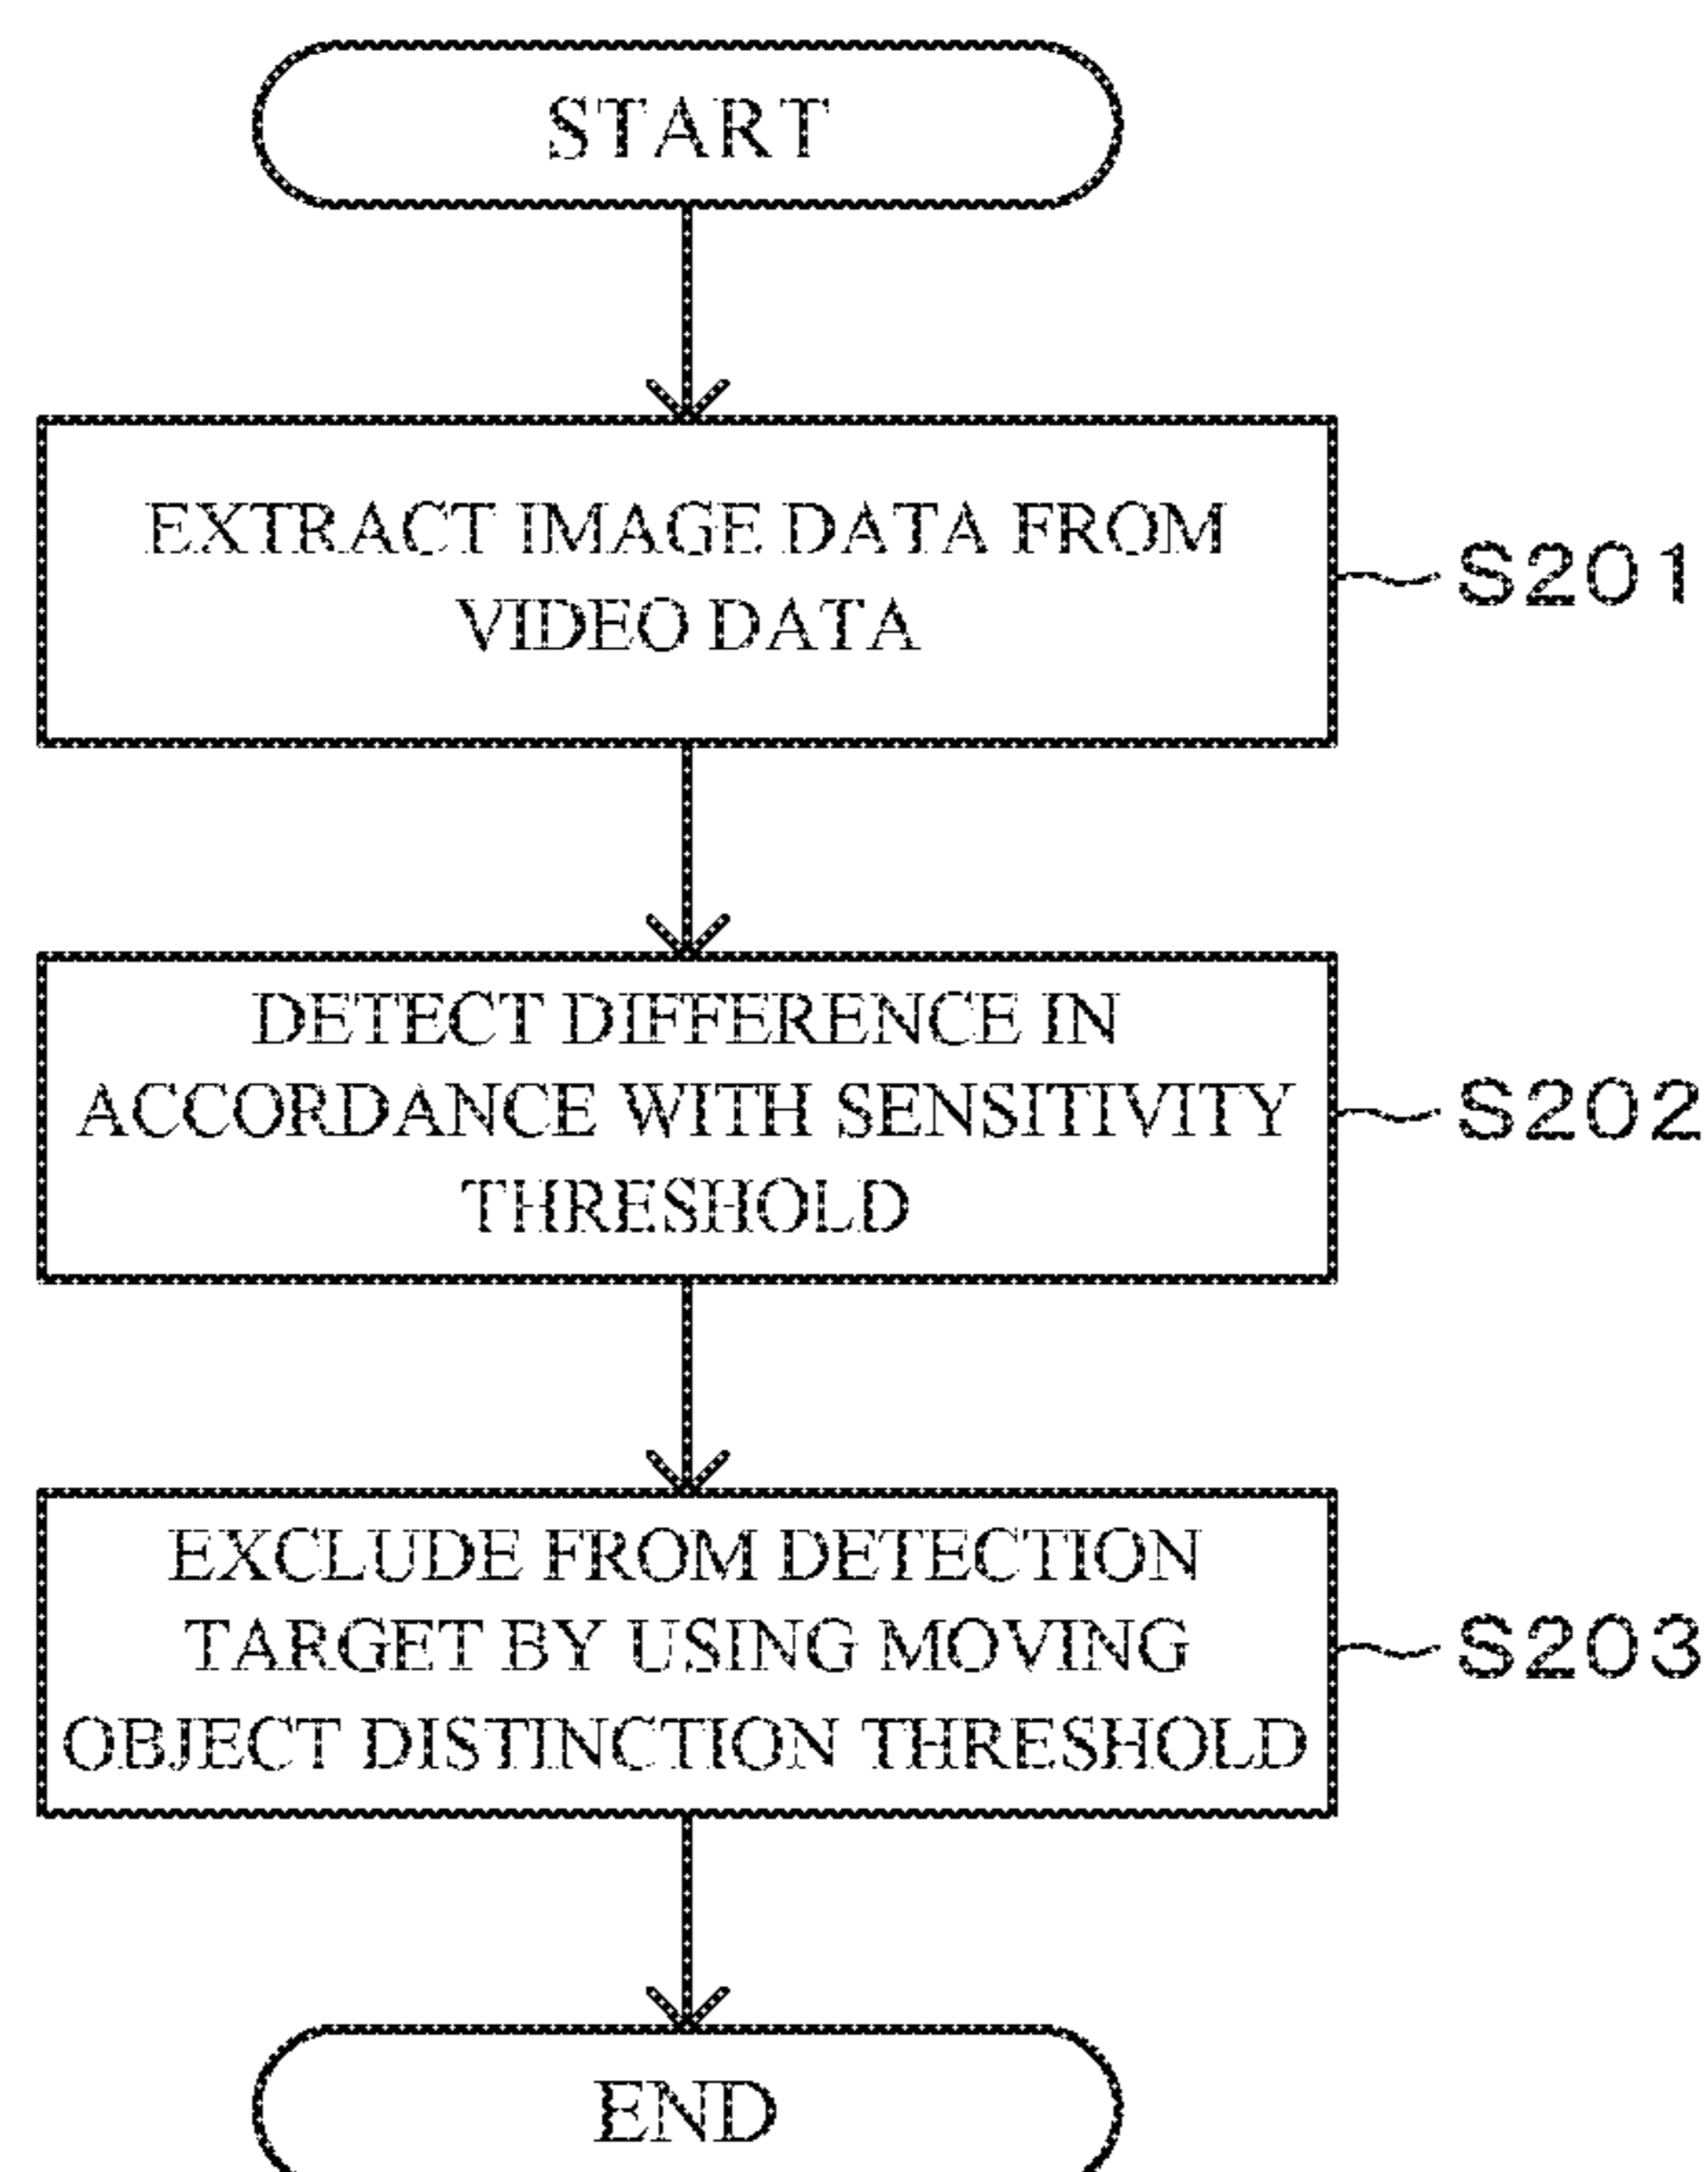 START
EXTRACT IMAGE DATA FROM
VIDEO DATA
S201
DETECT DIFFERENCE IN
ACCORDANCE WITH SENSITIVITY
THRESHOLD
S202
EXCLUDE FROM DETECTION
TARGET BY USING MOVING
OBJECT DISTINCTION THRESHOLD
S203
END